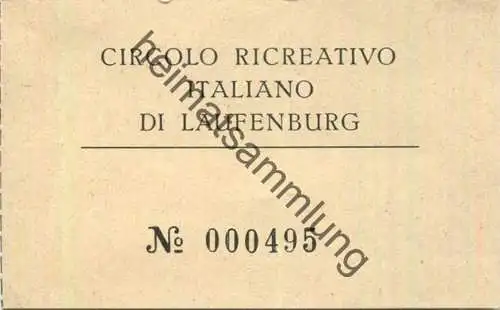 CIRCOLO RICREATIVO
ITALIANO
DI LAUFENBURG
№ 000495
heimatsammlung